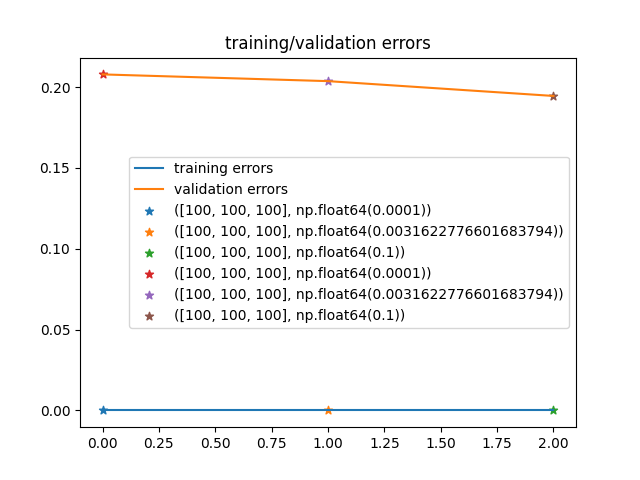 training/validation errors
0.20
0.15
0.10
0.05
0.00
training errors
validation errors
([100, 100, 100], np.float64(0.0001))
([100, 100, 100], np.float64(0.0031622776601683794))
([100, 100, 100], np.float64(0.1))
([100, 100, 100], np.float64(0.0001))
([100, 100, 100], np.float64(0.0031622776601683794))
([100, 100, 100], np.float64(0.1))
0.00 0.25 0.50 0.75 1.00 1.25 1.50 1.75 2.00